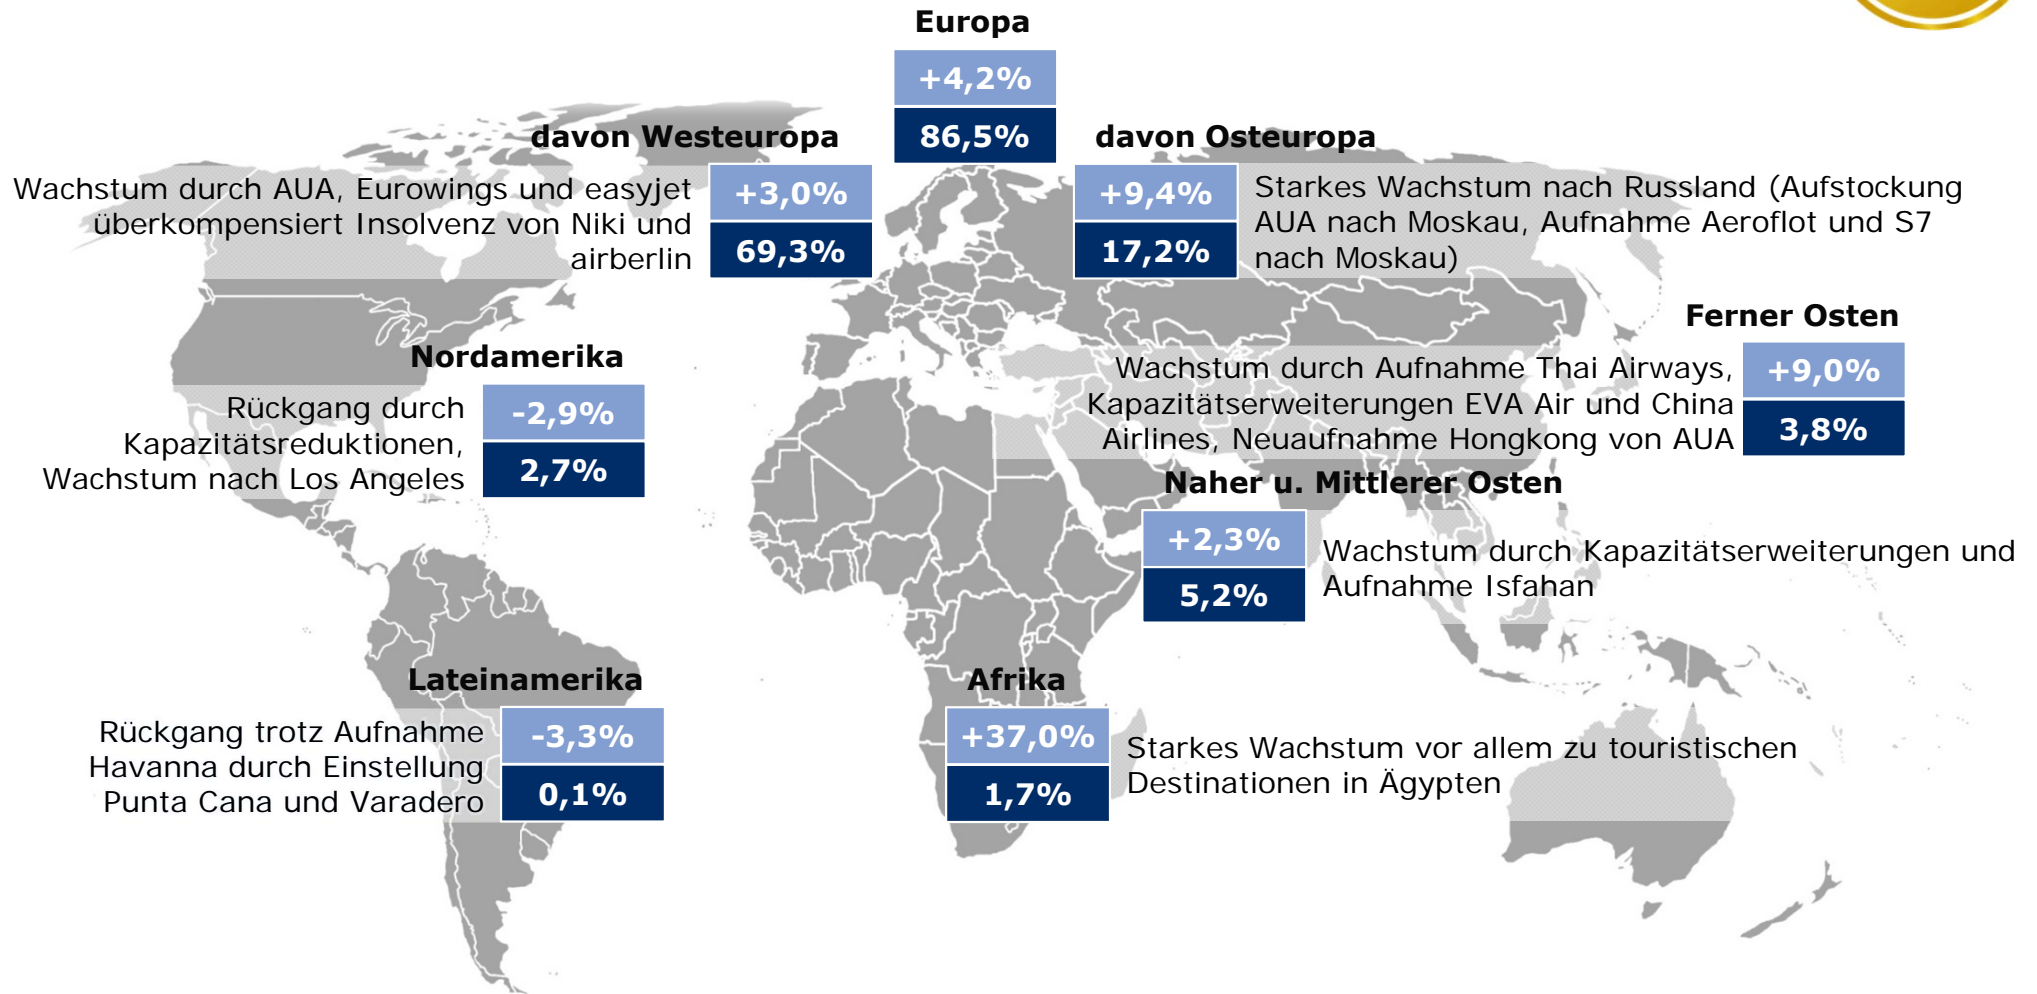 Europa
+4,2%
86,5%
davon Westeuropa
Wachstum durch AUA, Eurowings und easyjet
überkompensiert Insolvenz von Niki und
airberlin
+3,0%
69,3%
davon Osteuropa
+9,4%
17,2%
Starkes Wachstum nach Russland (Aufstockung
AUA nach Moskau, Aufnahme Aeroflot und S7
nach Moskau)
Ferner Osten
Wachstum durch Aufnahme Thai Airways,
Kapazitätserweiterungen EVA Air und China
Airlines, Neuaufnahme Hongkong von AUA
+9,0%
3,8%
Nordamerika
Rückgang durch
Kapazitätsreduktionen,
Wachstum nach Los Angeles
-2,9%
2,7%
Naher u. Mittlerer Osten
+2,3%
5,2%
Wachstum durch Kapazitätserweiterungen und
Aufnahme Isfahan
Lateinamerika
Rückgang trotz Aufnahme
Havanna durch Einstellung
Punta Cana und Varadero
-3,3%
0,1%
Afrika
+37,0%
1,7%
Starkes Wachstum vor allem zu touristischen
Destinationen in Ägypten